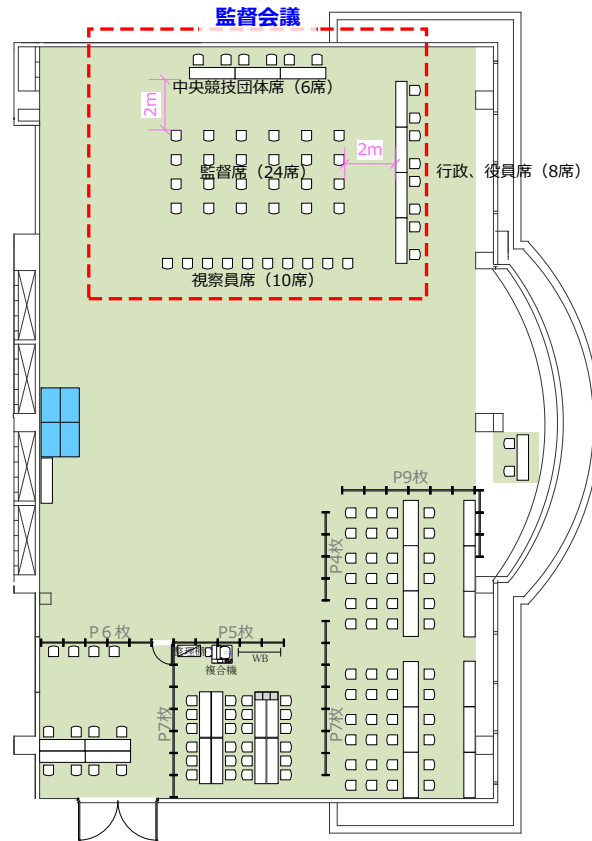 監督会議
中央競技団体席（6席）
2m
2m
監督席（24席）
行政、役員席（8席）
視察員席（10席）
P9枚
P4枚
P６枚
P5枚
WB
複合機
P7枚
P7枚